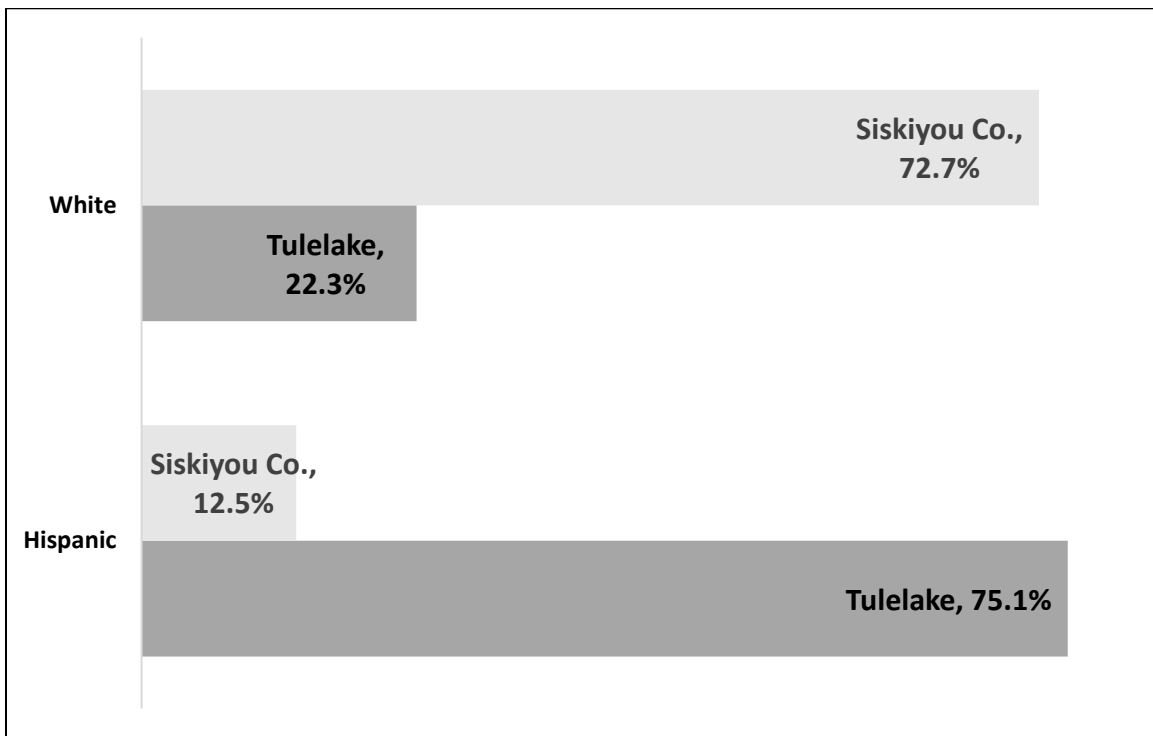 Siskiyou Co.,
72.7%
White
Tulelake,
22.3%
Siskiyou Co.,
12.5%
Hispanic
Tulelake, 75.1%